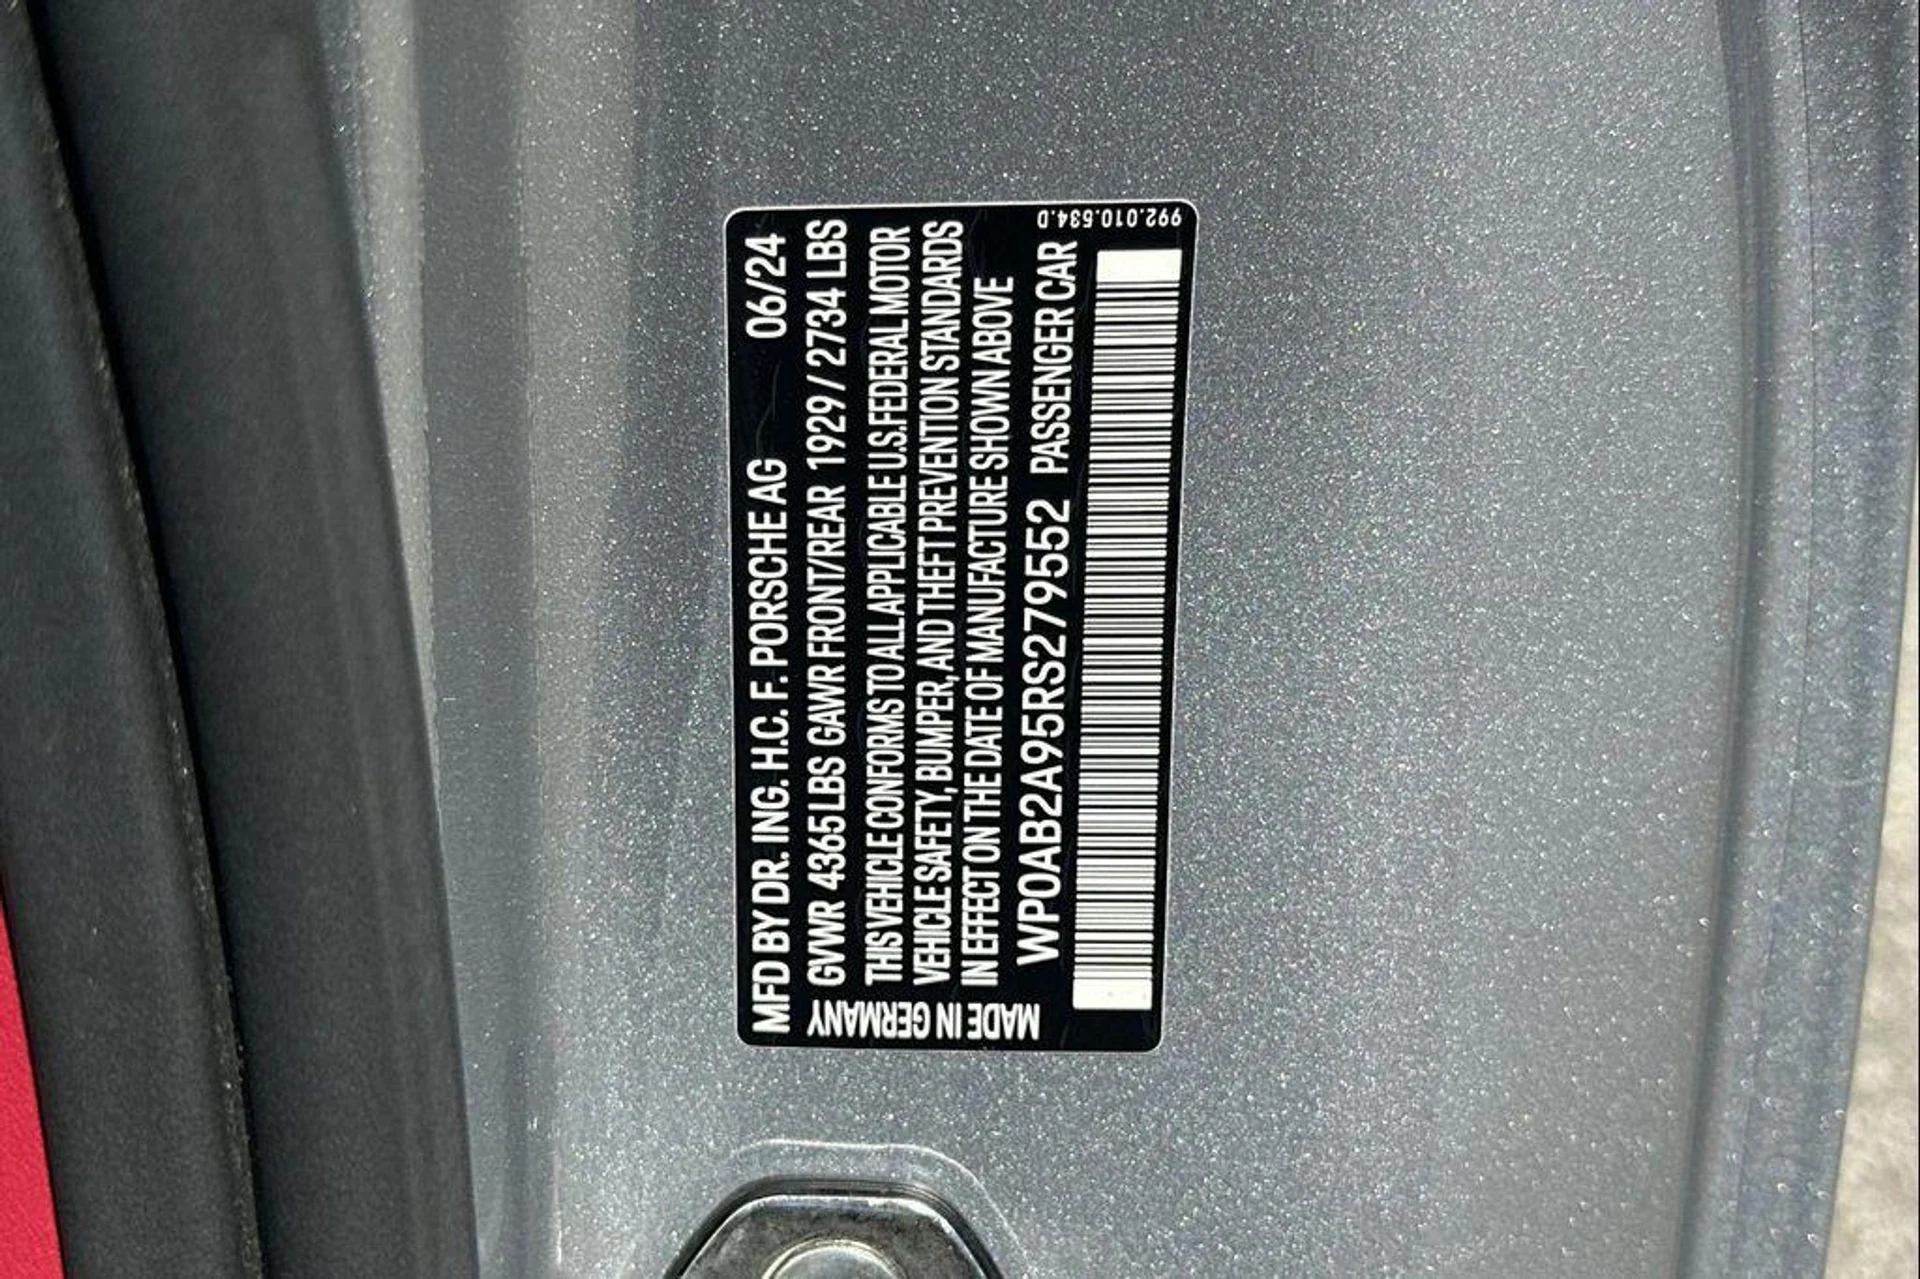 MFD BY DR. ING. H.C. F. PORSCHE AG 06/24
GVWR 4365 LBS GAWR FRONT/REAR 1929 / 2734 LBS
THIS VEHICLE CONFORMS TO ALL APPLICABLE U.S. FEDERAL MOTOR
VEHICLE SAFETY, BUMPER, AND THEFT PREVENTION STANDARDS
IN EFFECT ON THE DATE OF MANUFACTURE SHOWN ABOVE
WP0AB2A95RS279552 PASSENGER CAR
MADE IN GERMANY
992.010.534.D